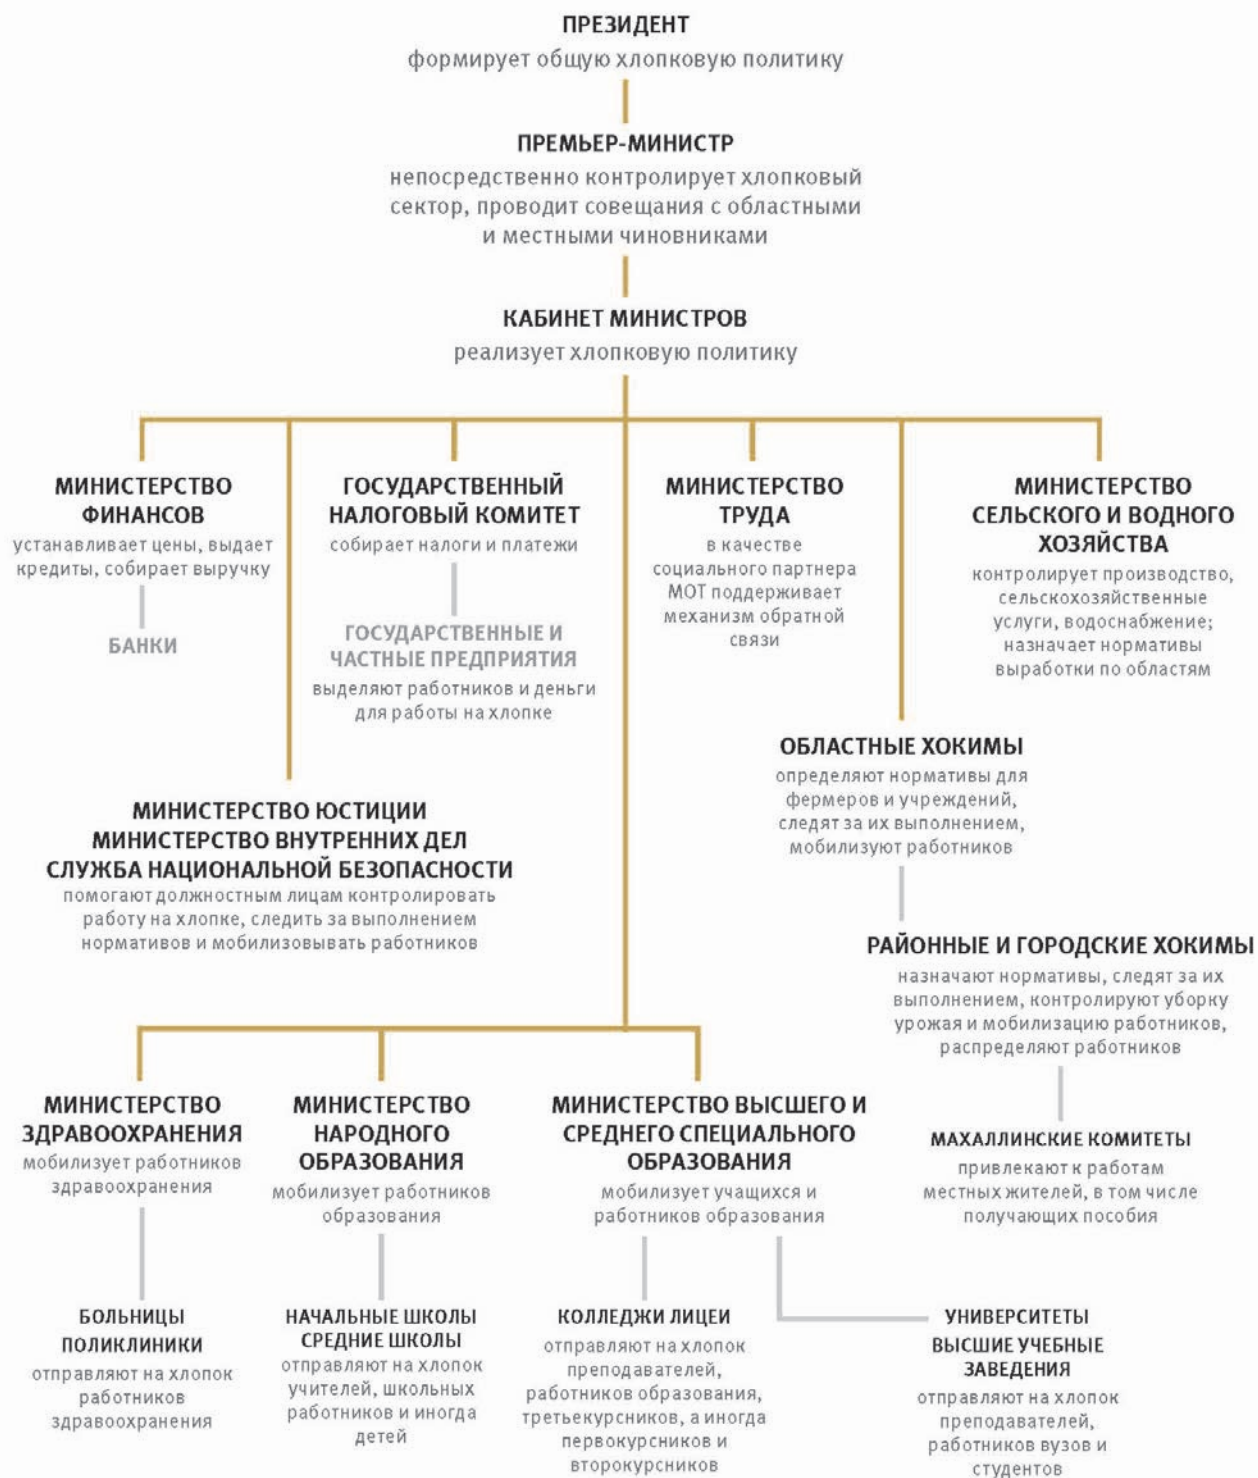 ПРЕЗИДЕНТ
формирует общую хлопковую политику
ПРЕМЬЕР-МИНИСТР
непосредственно контролирует хлопковый
сектор, проводит совещания с областными
и местными чиновниками
КАБИНЕТ МИНИСТРОВ
реализует хлопковую политику
МИНИСТЕРСТВО
ФИНАНСОВ
устанавливает цены, выдает
кредиты, собирает выручку
БАНКИ
ГОСУДАРСТВЕННЫЙ
НАЛОГОВЫЙ КОМИТЕТ
собирает налоги и платежи
ГОСУДАРСТВЕННЫЕ И
ЧАСТНЫЕ ПРЕДПРИЯТИЯ
выделяют работников и деньги
для работы на хлопке
МИНИСТЕРСТВО
ТРУДА
в качестве
социального партнера
МОТ поддерживает
механизм обратной
связи
МИНИСТЕРСТВО
СЕЛЬСКОГО И ВОДНОГО
ХОЗЯЙСТВА
контролирует производство,
сельскохозяйственные
услуги, водоснабжение;
назначает нормативы
выработки по областям
МИНИСТЕРСТВО ЮСТИЦИИ
МИНИСТЕРСТВО ВНУТРЕННИХ ДЕЛ
СЛУЖБА НАЦИОНАЛЬНОЙ БЕЗОПАСНОСТИ
помогают должностным лицам контролировать
работу на хлопке, следить за выполнением
нормативов и мобилизовывать работников
ОБЛАСТНЫЕ ХОКИМЫ
определяют нормативы для
фермеров и учреждений,
следят за их выполнением,
мобилизуют работников
РАЙОННЫЕ И ГОРОДСКИЕ ХОКИМЫ
назначают нормативы, следят за их
выполнением, контролируют уборку
урожая и мобилизацию работников,
распределяют работников
МАХАЛЛИНСКИЕ КОМИТЕТЫ
привлекают к работам
местных жителей, в том числе
получающих пособия
МИНИСТЕРСТВО
ЗДРАВООХРАНЕНИЯ
мобилизует работников
здравоохранения
МИНИСТЕРСТВО
НАРОДНОГО
ОБРАЗОВАНИЯ
мобилизует работников
образования
МИНИСТЕРСТВО ВЫСШЕГО И
СРЕДНЕГО СПЕЦИАЛЬНОГО
ОБРАЗОВАНИЯ
мобилизует учащихся и
работников образования
БОЛЬНИЦЫ
ПОЛИКЛИНИКИ
отправляют на хлопок
работников
здравоохранения
НАЧАЛЬНЫЕ ШКОЛЫ
СРЕДНИЕ ШКОЛЫ
отправляют на хлопок
учителей, школьных
работников и иногда
детей
КОЛЛЕДЖИ ЛИЦЕИ
отправляют на хлопок
преподавателей,
работников образования,
третьекурсников, а иногда
первокурсников и
второкурсников
УНИВЕРСИТЕТЫ
ВЫСШИЕ УЧЕБНЫЕ
ЗАВЕДЕНИЯ
отправляют на хлопок
преподавателей,
работников вузов и
студентов